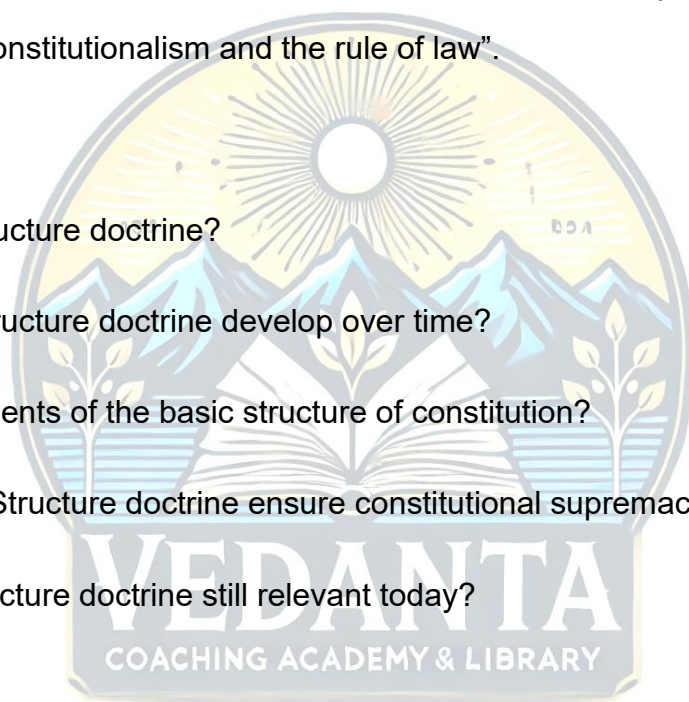 onstitutionalism and the rule of law”.
ucture doctrine?
ructure doctrine develop over time?
ents of the basic structure of constitution?
Structure doctrine ensure constitutional supremac
cture doctrine still relevant today?
VEDANTA
COACHING ACADEMY & LIBRARY